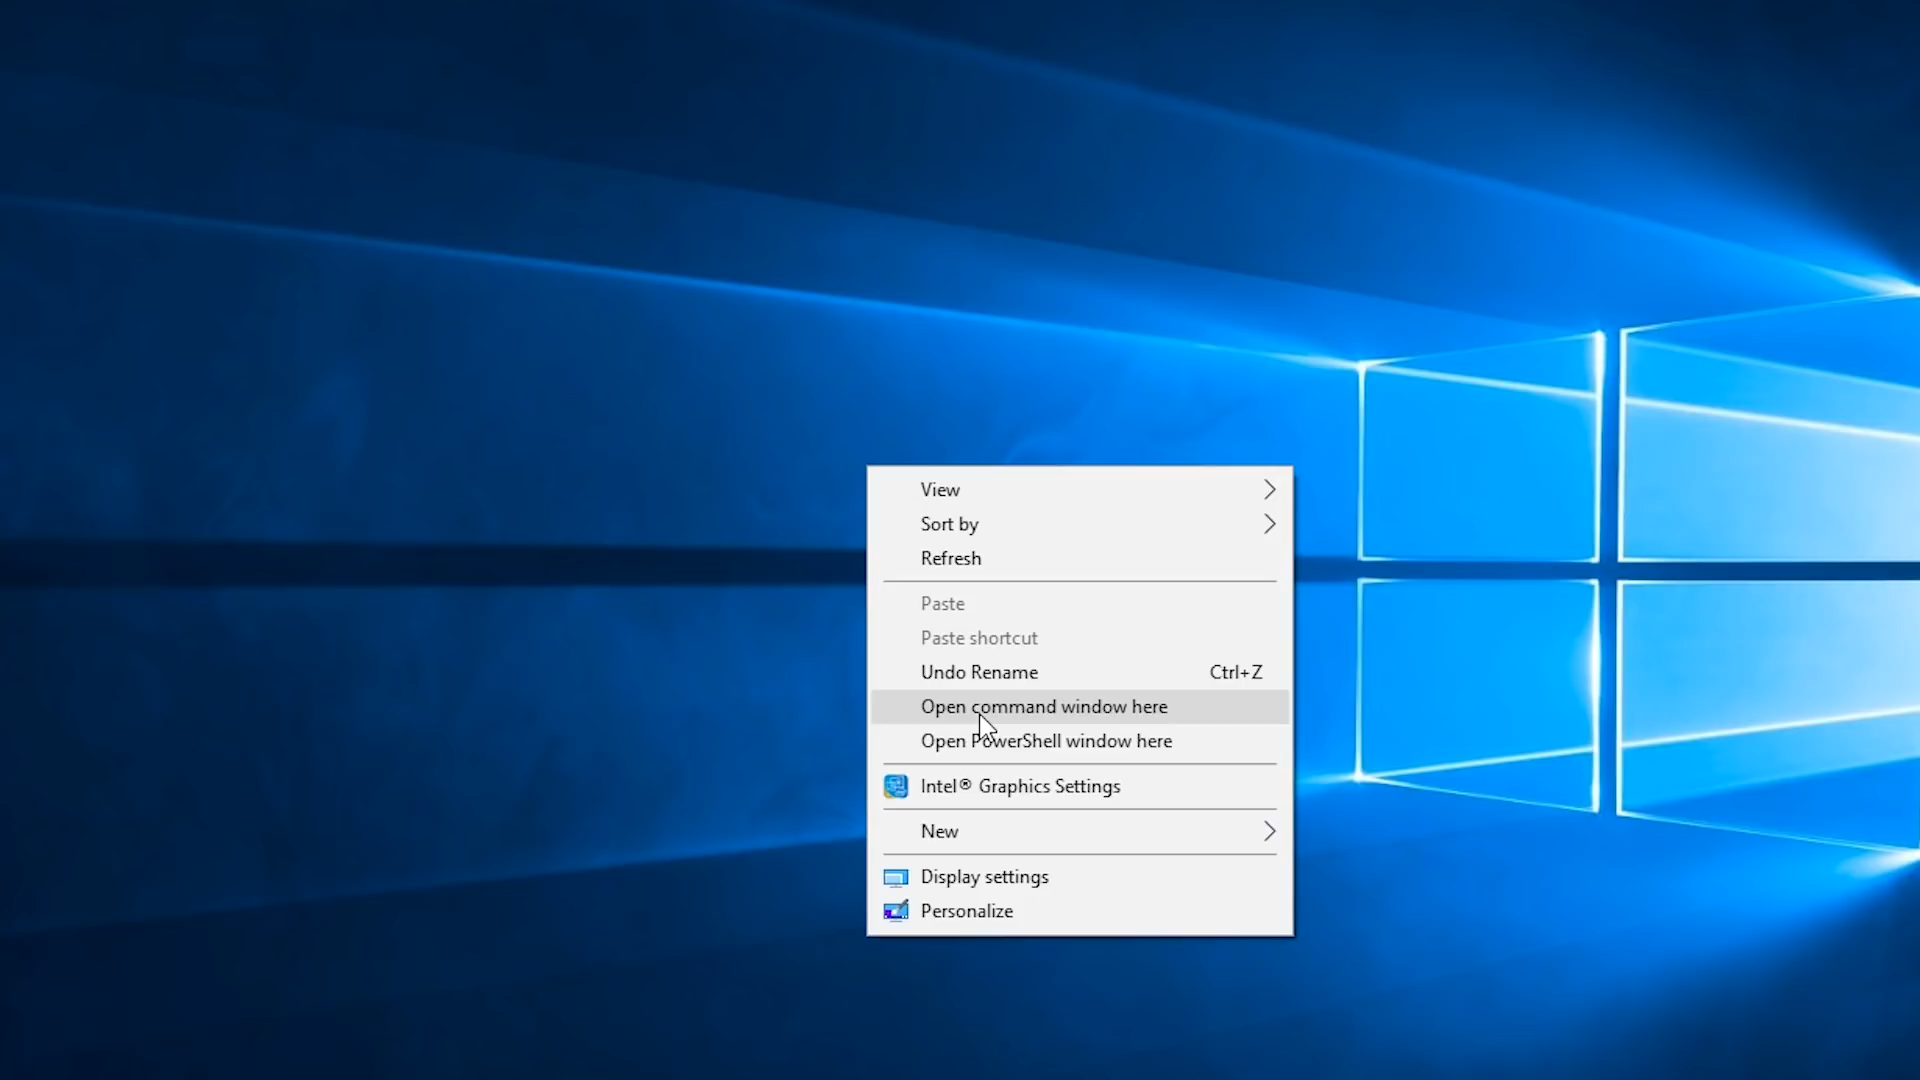 View
Sort by
Refresh
Paste
Paste shortcut
Undo Rename Ctrl+Z
Open command window here
Open PowerShell window here
Intel® Graphics Settings
New
Display settings
Personalize